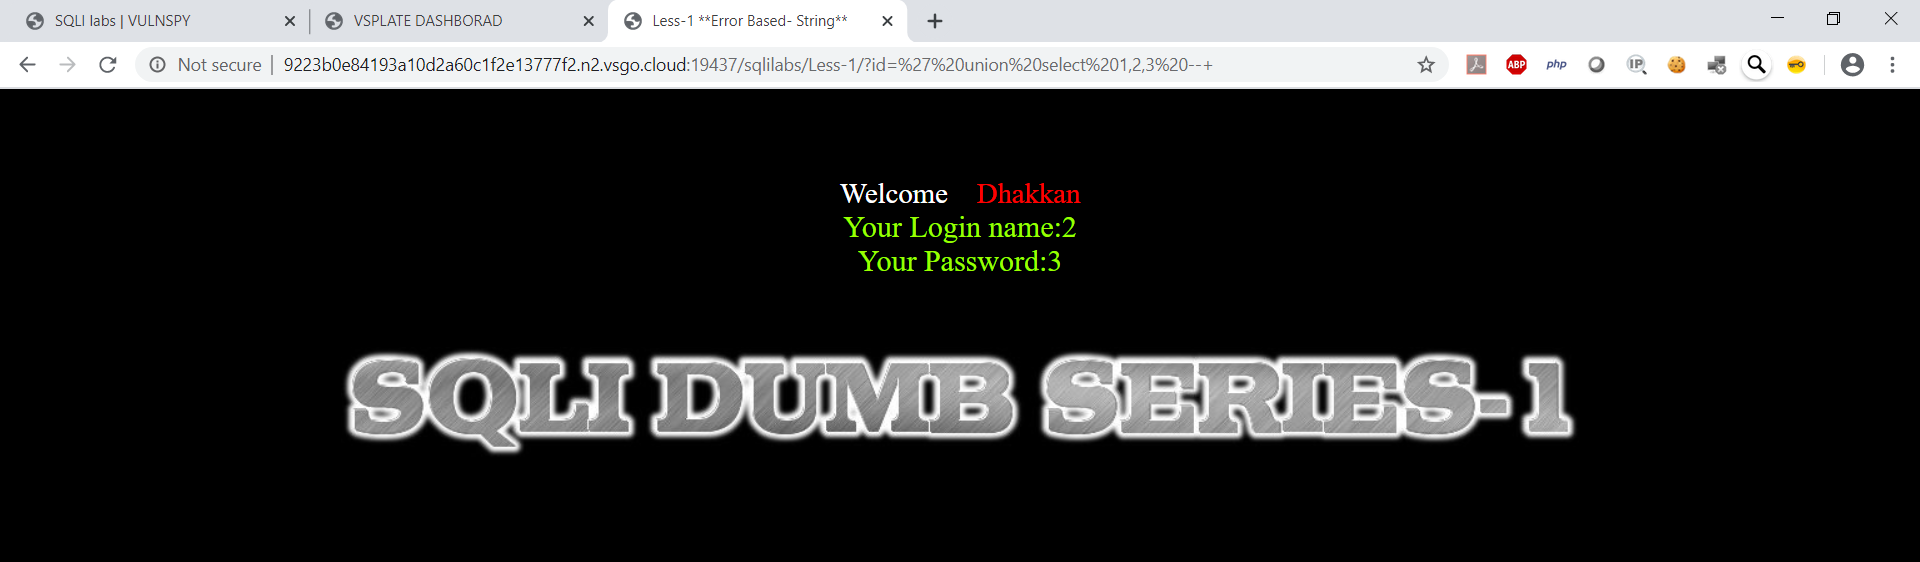 SQLI labs | VULNSPY
VSPLATE DASHBORAD
Less-1 **Error Based- String**
Not secure | 9223b0e84193a10d2a60c1f2e13777f2.n2.vsgo.cloud:19437/sqlilabs/Less-1/?id=%27%20union%20select%201,2,3%20--+
ABP
php
IP
Welcome Dhakkan
Your Login name:2
Your Password:3
SQLI DUMB SERIES-1